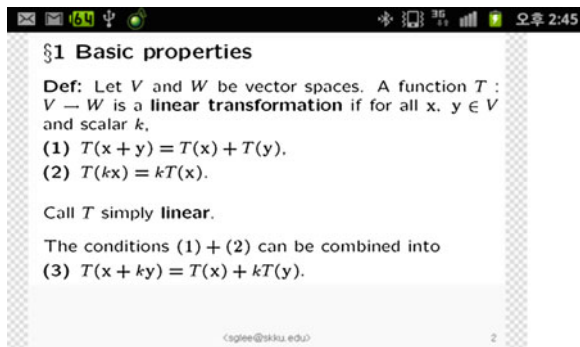 64 3G 오후 2:45
§1 Basic properties
Def: Let V and W be vector spaces. A function T :
V → W is a linear transformation if for all x, y ∈ V
and scalar k,
(1) T(x + y) = T(x) + T(y).
(2) T(kx) = kT(x).
Call T simply linear.
The conditions (1) + (2) can be combined into
(3) T(x + ky) = T(x) + kT(y).
<sglee@skku.edu> 2